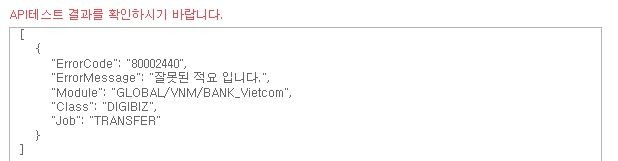 API테스트 결과를 확인하시기 바랍니다.
[
{
"ErrorCode": "80002440",
"ErrorMessage": "잘못된 적요 입니다.",
"Module": "GLOBAL/VNM/BANK_Vietcom",
"Class": "DIGIBIZ",
"Job": "TRANSFER"
}
]